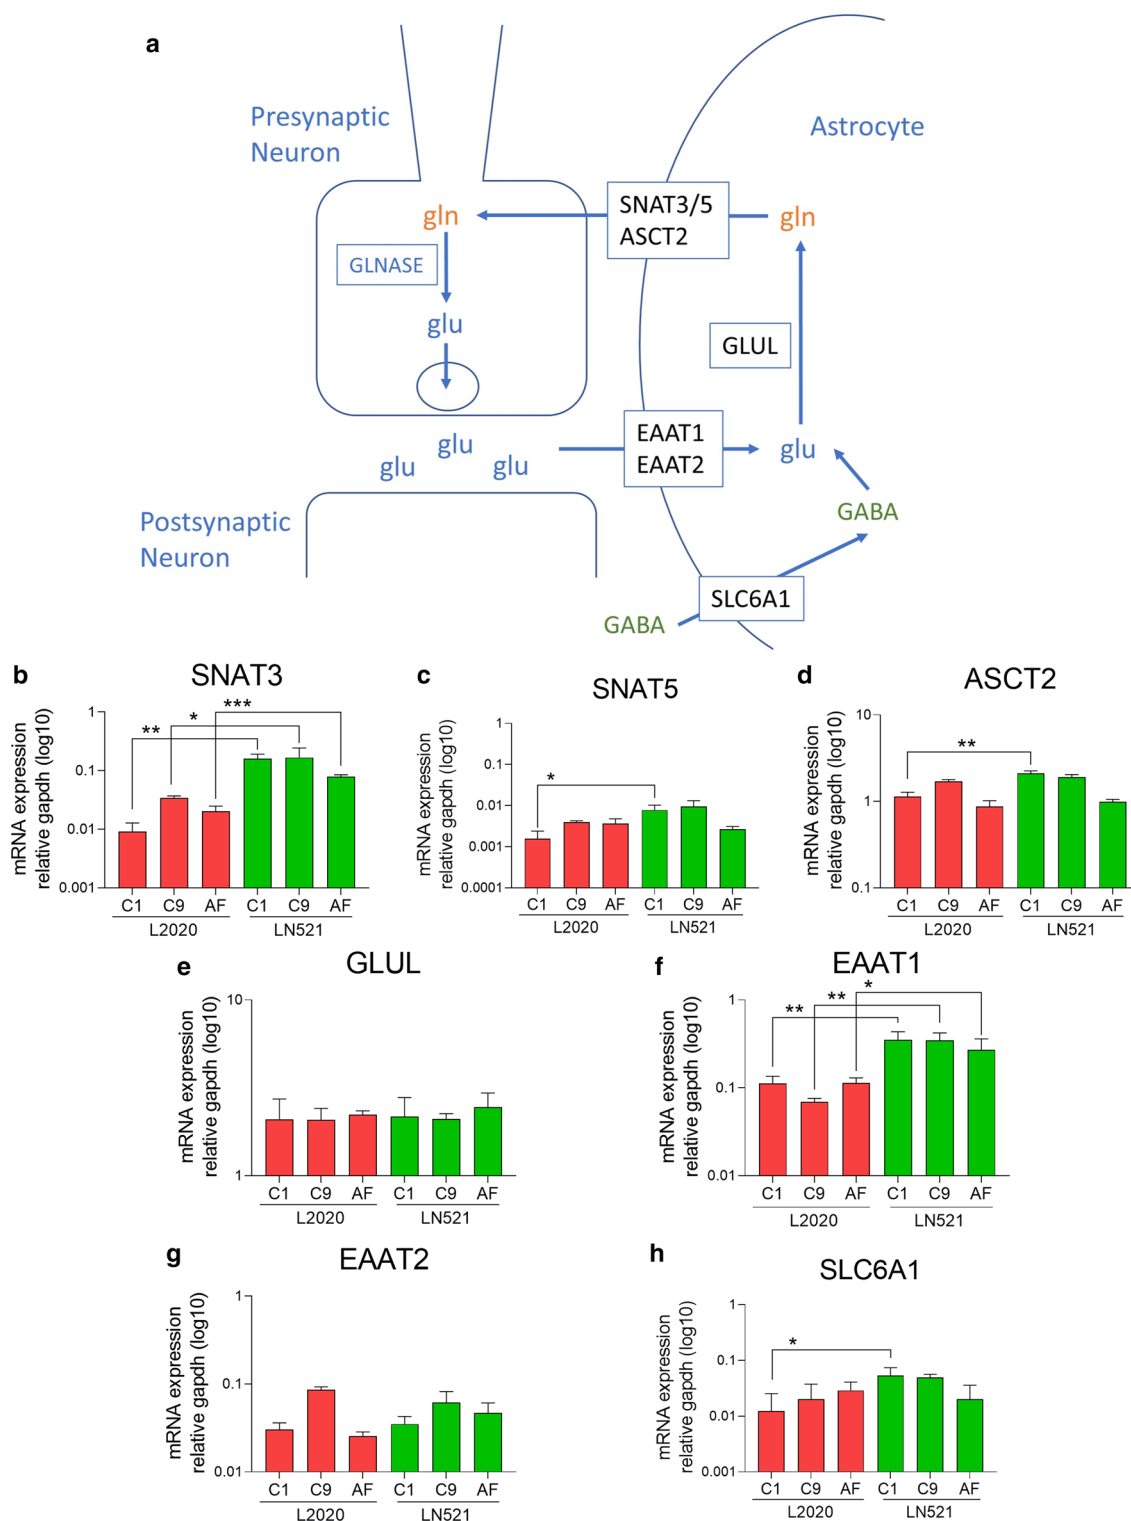 a
Presynaptic
Neuron
Astrocyte
gln
SNAT3/5
ASCT2
gln
GLNASE
glu
GLUL
glu
glu
glu
EAAT1
EAAT2
glu
GABA
Postsynaptic
Neuron
SLC6A1
GABA
b
SNAT3
mRNA expression
relative gapdh (log10)
1
0.1
0.01
0.001
** * ***
C1 C9 AF C1 C9 AF
L2020 LN521
c
SNAT5
mRNA expression
relative gapdh (log10)
1
0.1
0.01
0.001
0.0001
*
C1 C9 AF C1 C9 AF
L2020 LN521
d
ASCT2
mRNA expression
relative gapdh (log10)
10
1
0.1
**
C1 C9 AF C1 C9 AF
L2020 LN521
e
GLUL
mRNA expression
relative gapdh (log10)
10
1
C1 C9 AF C1 C9 AF
L2020 LN521
f
EAAT1
mRNA expression
relative gapdh (log10)
1
0.1
0.01
** ** *
C1 C9 AF C1 C9 AF
L2020 LN521
g
EAAT2
mRNA expression
relative gapdh (log10)
1
0.1
0.01
C1 C9 AF C1 C9 AF
L2020 LN521
h
SLC6A1
mRNA expression
relative gapdh (log10)
1
0.1
0.01
0.001
*
C1 C9 AF C1 C9 AF
L2020 LN521